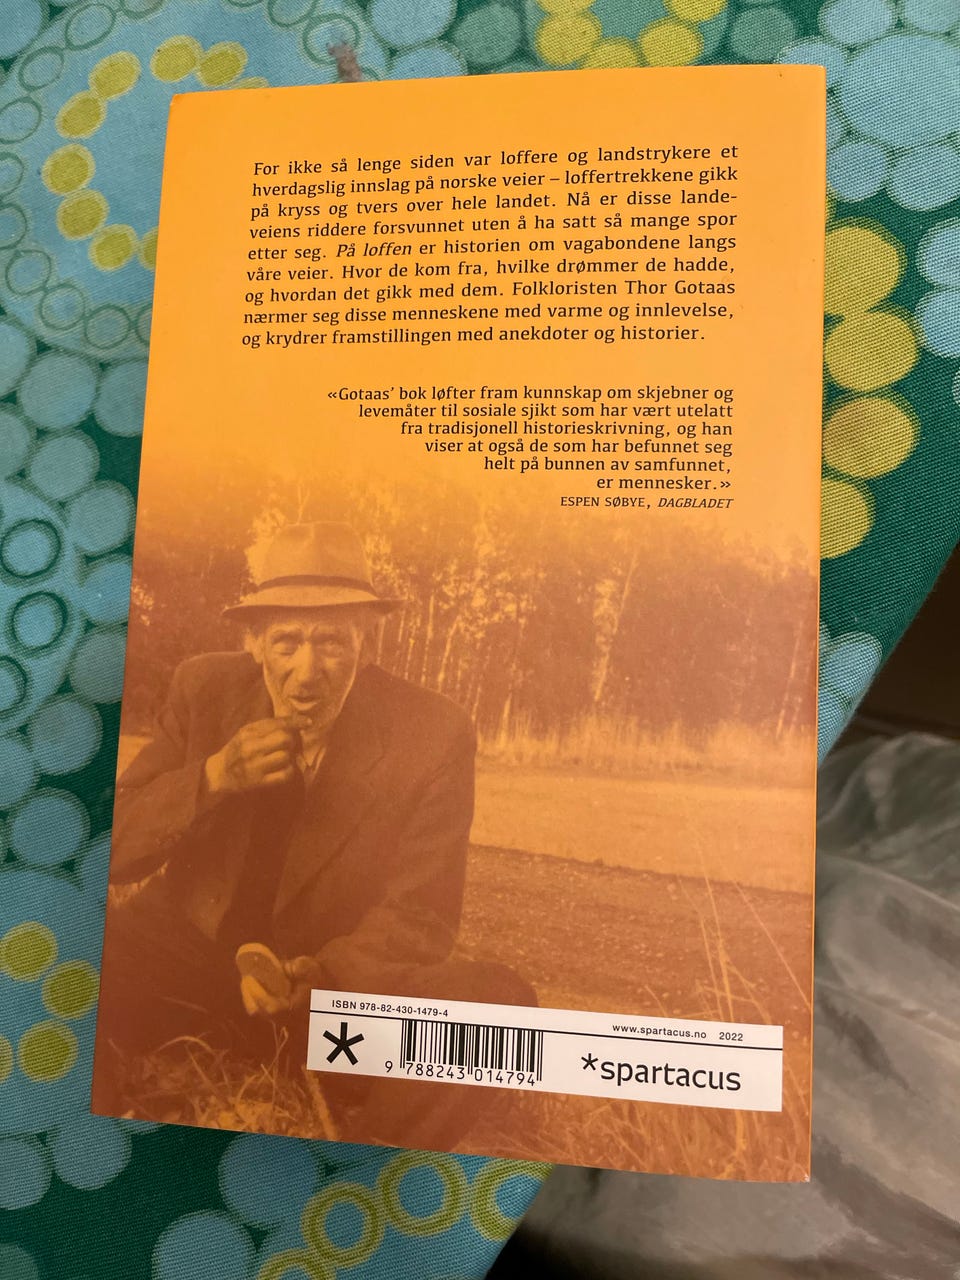 For ikke så lenge siden var loffere og landstrykere et
hverdagslig innslag på norske veier – loffertrekkene gikk
på kryss og tvers over hele landet. Nå er disse lande-
veiens riddere forsvunnet uten å ha satt så mange spor
etter seg. På loffen er historien om vagabondene langs
våre veier. Hvor de kom fra, hvilke drømmer de hadde,
og hvordan det gikk med dem. Folkloristen Thor Gotaas
nærmer seg disse menneskene med varme og innlevelse,
og krydrer framstillingen med anekdoter og historier.
«Gotaas' bok løfter fram kunnskap om skjebner og
levemåter til sosiale sjikt som har vært utelatt
fra tradisjonell historieskrivning, og han
viser at også de som har befunnet seg
helt på bunnen av samfunnet,
er mennesker.»
ESPEN SØBYE, DAGBLADET
ISBN 978-82-430-1479-4
www.spartacus.no 2022
9 788243 014794
*spartacus